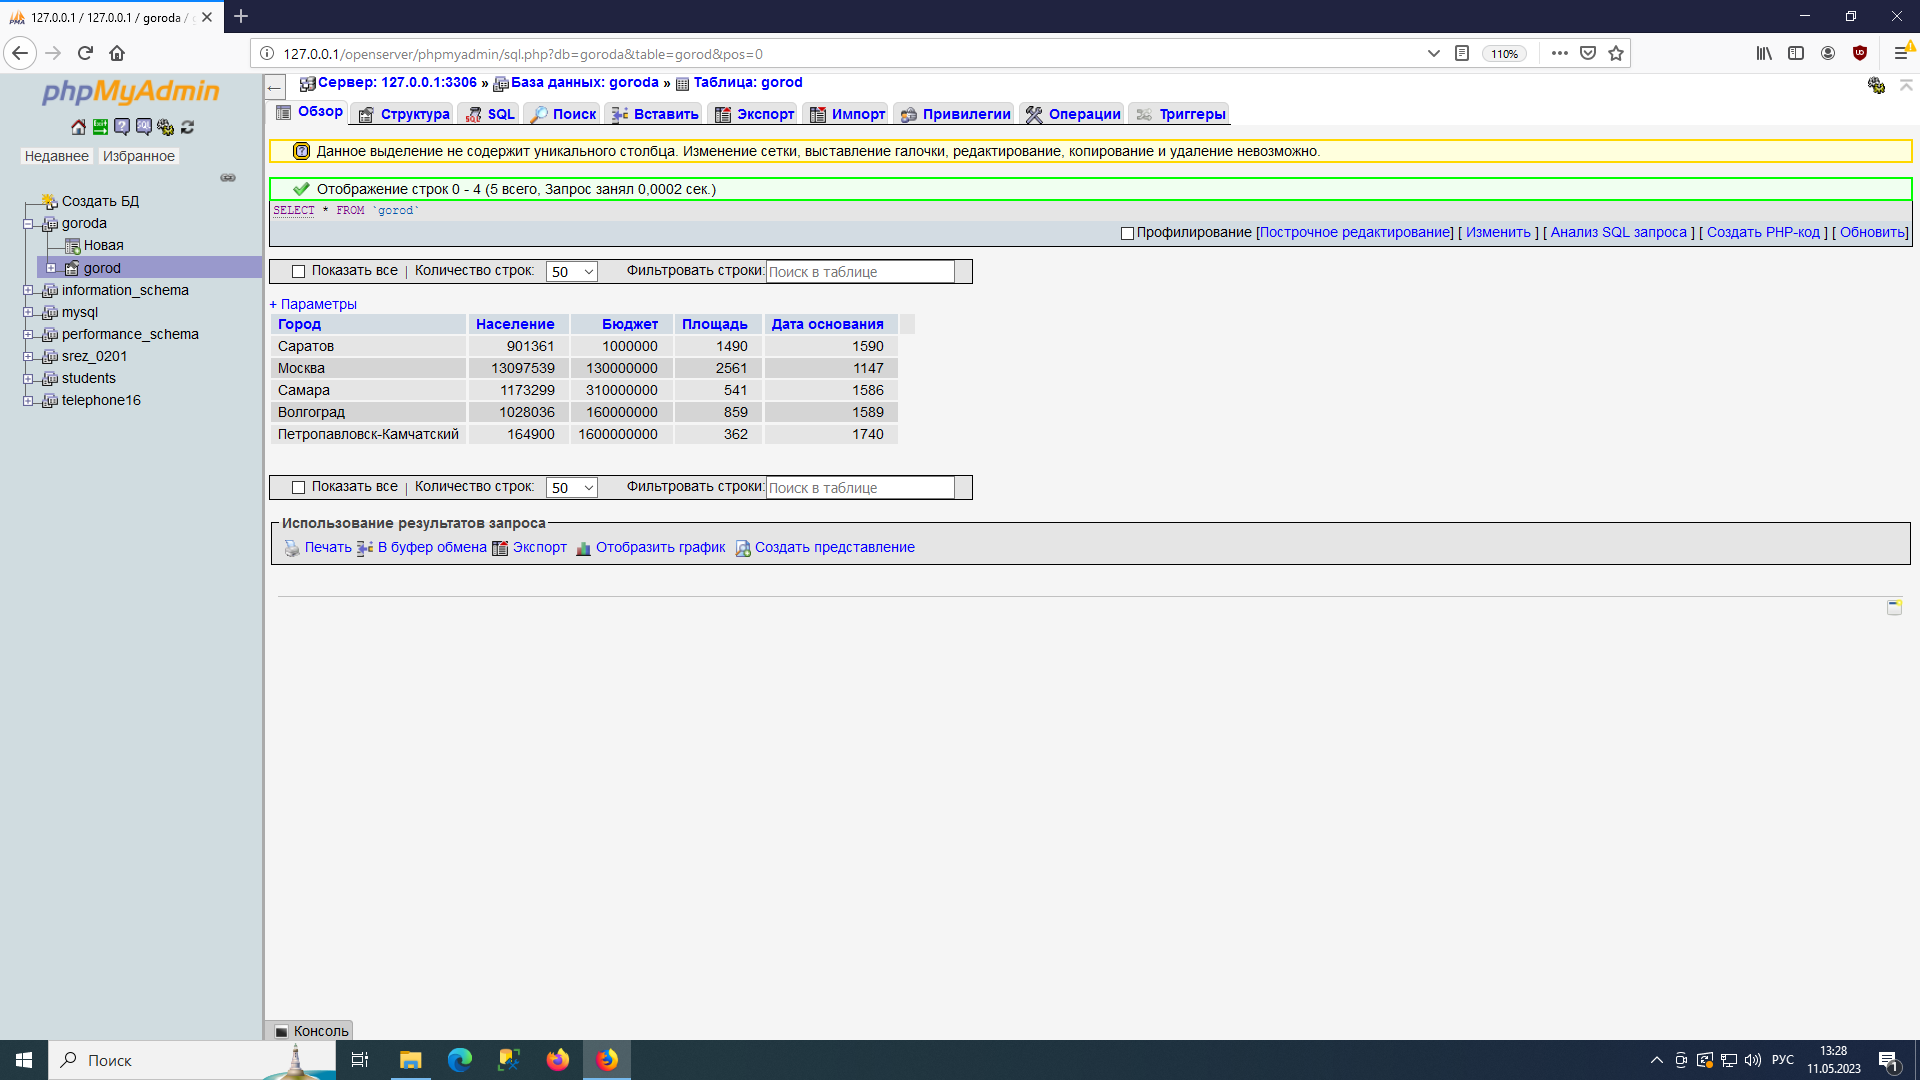 127.0.0.1 / 127.0.0.1 / goroda /
127.0.0.1/openserver/phpmyadmin/sql.php?db=goroda&table=gorod&pos=0
110%
phpMyAdmin
Недавнее Избранное
Создать БД
goroda
Новая
gorod
information_schema
mysql
performance_schema
srez_0201
students
telephone16
Сервер: 127.0.0.1:3306 » База данных: goroda » Таблица: gorod
Обзор Структура SQL Поиск Вставить Экспорт Импорт Привилегии Операции Триггеры
Данное выделение не содержит уникального столбца. Изменение сетки, выставление галочки, редактирование, копирование и удаление невозможно.
Отображение строк 0 - 4 (5 всего, Запрос занял 0,0002 сек.)
SELECT * FROM `gorod`
Профилирование [Построчное редактирование] [ Изменить ] [ Анализ SQL запроса ] [ Создать PHP-код ] [ Обновить]
Показать все | Количество строк: 50 Фильтровать строки: Поиск в таблице
+ Параметры
Город Население Бюджет Площадь Дата основания
Саратов 901361 1000000 1490 1590
Москва 13097539 130000000 2561 1147
Самара 1173299 310000000 541 1586
Волгоград 1028036 160000000 859 1589
Петропавловск-Камчатский 164900 1600000000 362 1740
Показать все | Количество строк: 50 Фильтровать строки: Поиск в таблице
Использование результатов запроса
Печать В буфер обмена Экспорт Отобразить график Создать представление
Консоль
Поиск
РУС
13:28
11.05.2023
1